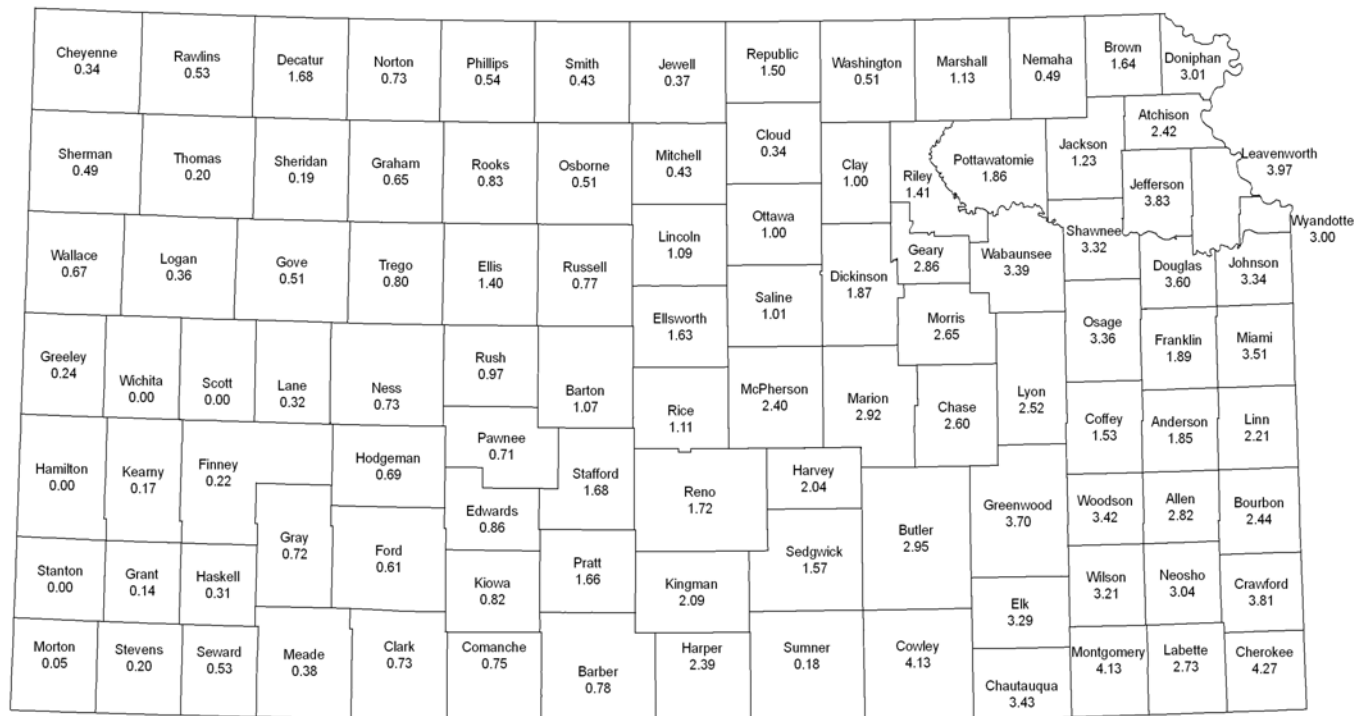 Cheyenne
0.34
Rawlins
0.53
Decatur
1.68
Norton
0.73
Phillips
0.54
Smith
0.43
Jewell
0.37
Republic
1.50
Washington
0.51
Marshall
1.13
Nemaha
0.49
Brown
1.64
Doniphan
3.01
Sherman
0.49
Thomas
0.20
Sheridan
0.19
Graham
0.65
Rooks
0.83
Osborne
0.51
Mitchell
0.43
Cloud
0.34
Clay
1.00
Riley
1.41
Pottawatomie
1.86
Jackson
1.23
Atchison
2.42
Jefferson
3.83
Leavenworth
3.97
Wyandotte
3.00
Wallace
0.67
Logan
0.36
Gove
0.51
Trego
0.80
Ellis
1.40
Russell
0.77
Lincoln
1.09
Ottawa
1.00
Saline
1.01
Dickinson
1.87
Geary
2.86
Wabaunsee
3.39
Shawnee
3.32
Douglas
3.60
Johnson
3.34
Greeley
0.24
Wichita
0.00
Scott
0.00
Lane
0.32
Ness
0.73
Rush
0.97
Barton
1.07
Ellsworth
1.63
Rice
1.11
McPherson
2.40
Marion
2.92
Morris
2.65
Chase
2.60
Lyon
2.52
Osage
3.36
Franklin
1.89
Miami
3.51
Coffey
1.53
Anderson
1.85
Linn
2.21
Hamilton
0.00
Kearny
0.17
Finney
0.22
Hodgeman
0.69
Pawnee
0.71
Stafford
1.68
Reno
1.72
Harvey
2.04
Butler
2.95
Greenwood
3.70
Woodson
3.42
Allen
2.82
Bourbon
2.44
Gray
0.72
Ford
0.61
Edwards
0.86
Kiowa
0.82
Pratt
1.66
Kingman
2.09
Sedgwick
1.57
Elk
3.29
Wilson
3.21
Neosho
3.04
Crawford
3.81
Stanton
0.00
Grant
0.14
Haskell
0.31
Morton
0.05
Stevens
0.20
Seward
0.53
Meade
0.38
Clark
0.73
Comanche
0.75
Barber
0.78
Harper
2.39
Sumner
0.18
Cowley
4.13
Chautauqua
3.43
Montgomery
4.13
Labette
2.73
Cherokee
4.27